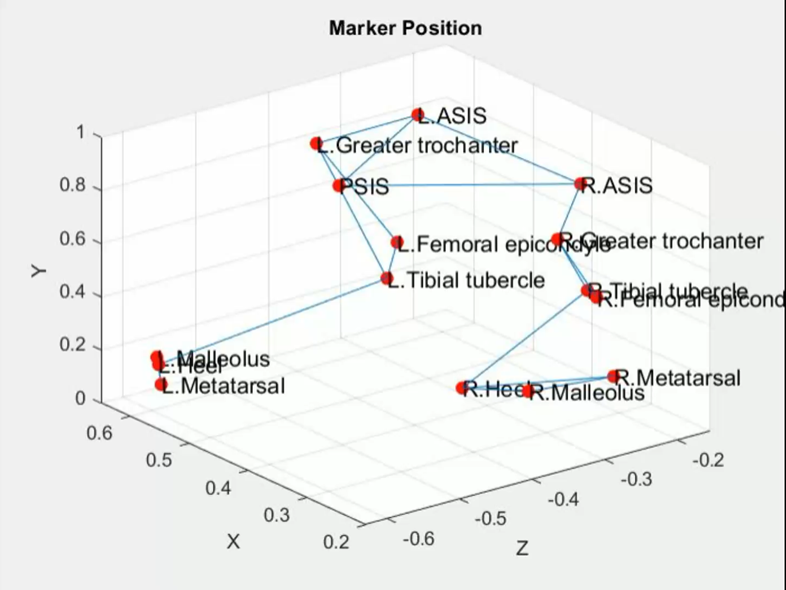 Marker Position
L.ASIS
L.Greater trochanter
PSIS
R.ASIS
L.Femoral epicondyle
R.Greater trochanter
L.Tibial tubercle
R.Tibial tubercle
R.Femoral epicond
L.Malleolus
L.Heel
L.Metatarsal
R.Heel
R.Malleolus
R.Metatarsal
1
0.8
0.6
0.4
0.2
0
Y
0.6
0.5
0.4
0.3
0.2
X
-0.6
-0.5
-0.4
-0.3
-0.2
Z